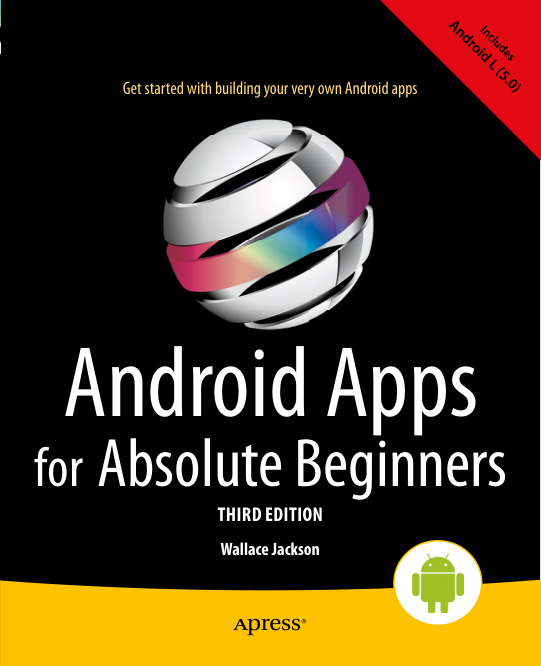 Includes
Android L (5.0)
Get started with building your very own Android apps
Android Apps
for Absolute Beginners
THIRD EDITION
Wallace Jackson
Apress®